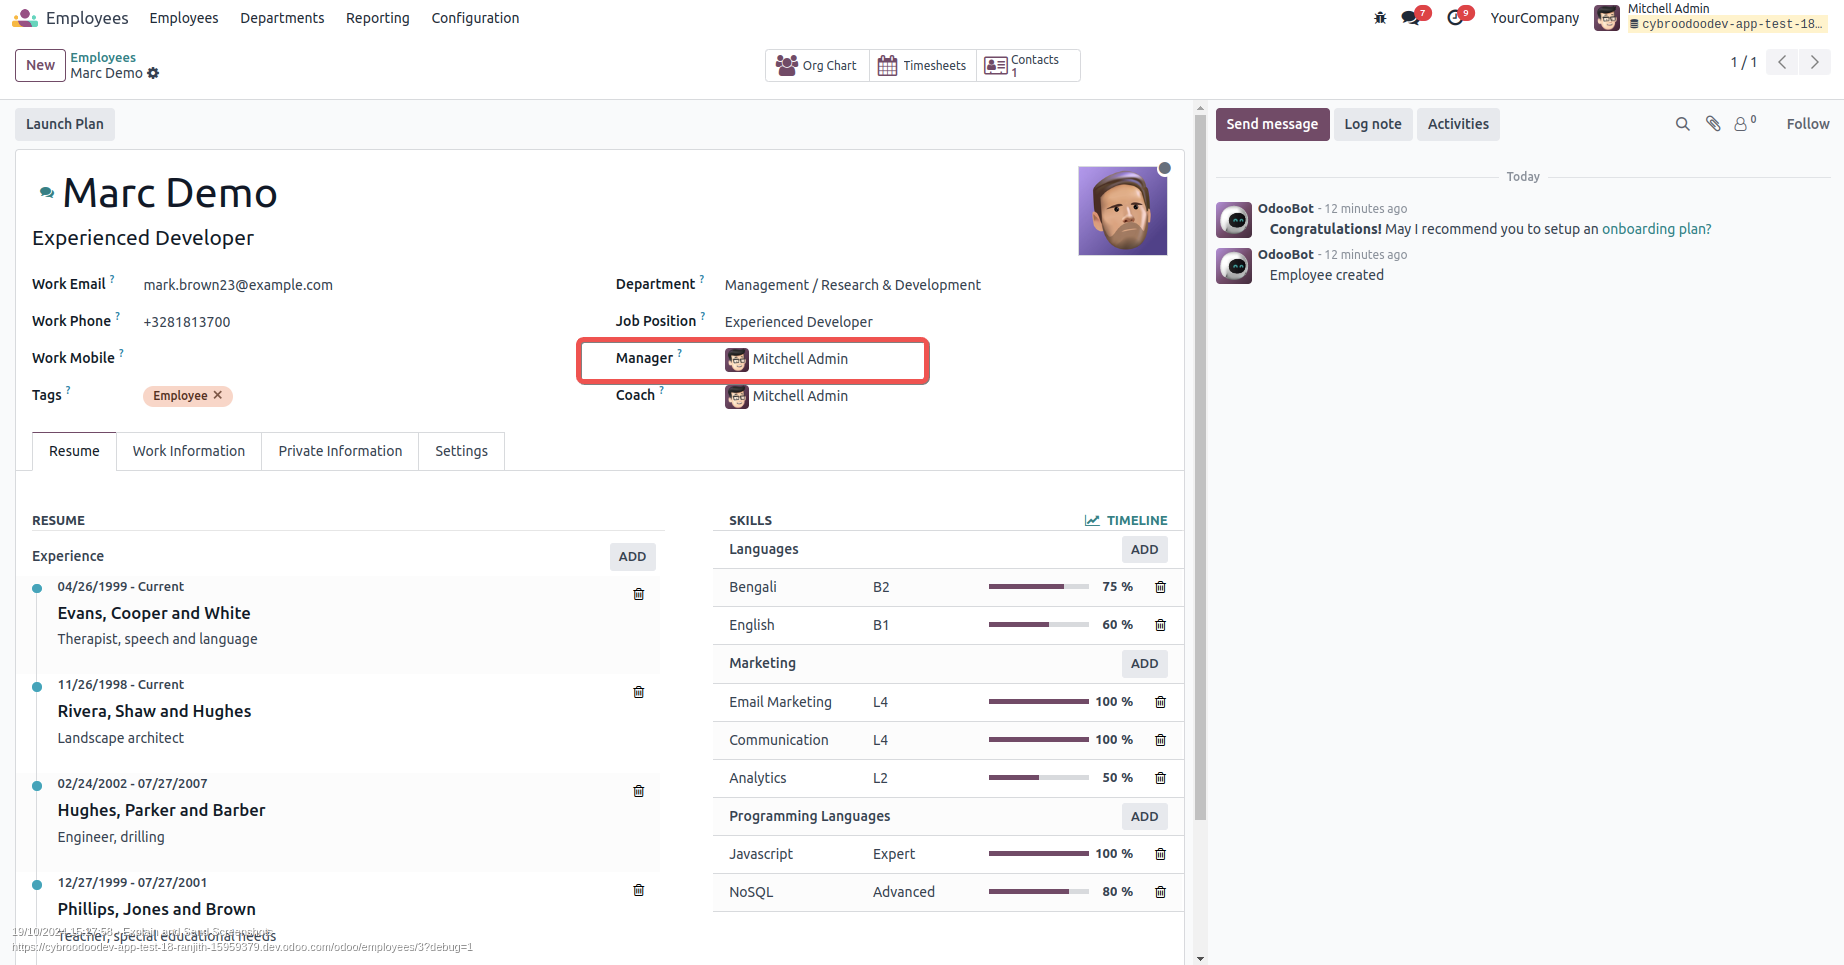 Employees Employees Departments Reporting Configuration 7 9 YourCompany Mitchell Admin
cybroodoodev-app-test-18...
New Employees Org Chart Timesheets Contacts 1 1 / 1
Marc Demo
Launch Plan Send message Log note Activities 0 Follow
Today
Marc Demo
Experienced Developer
OdooBot - 12 minutes ago
Congratulations! May I recommend you to setup an onboarding plan?
OdooBot - 12 minutes ago
Employee created
Work Email ? mark.brown23@example.com
Work Phone ? +3281813700
Work Mobile ?
Tags ? Employee ✕
Department ? Management / Research & Development
Job Position ? Experienced Developer
Manager ? Mitchell Admin
Coach ? Mitchell Admin
Resume Work Information Private Information Settings
RESUME
Experience ADD
04/26/1999 - Current
Evans, Cooper and White
Therapist, speech and language
11/26/1998 - Current
Rivera, Shaw and Hughes
Landscape architect
02/24/2002 - 07/27/2007
Hughes, Parker and Barber
Engineer, drilling
12/27/1999 - 07/27/2001
Phillips, Jones and Brown
Teacher, special educational needs
SKILLS TIMELINE
Languages ADD
Bengali B2 75 %
English B1 60 %
Marketing ADD
Email Marketing L4 100 %
Communication L4 100 %
Analytics L2 50 %
Programming Languages ADD
Javascript Expert 100 %
NoSQL Advanced 80 %
19/10/2024 15:27:58 - Explain and Send Screenshots
https://cybroodoodev-app-test-18-ranjith-15959379.dev.odoo.com/odoo/employees/3?debug=1